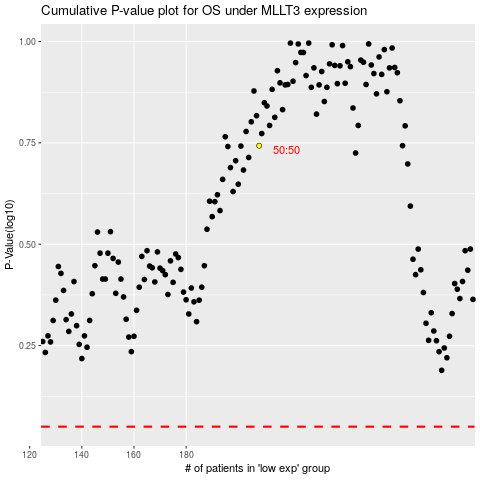 Cumulative P-value plot for OS under MLLT3 expression
1.00
0.75
50:50
0.50
0.25
P-Value(log10)
120 140 160 180
# of patients in 'low exp' group